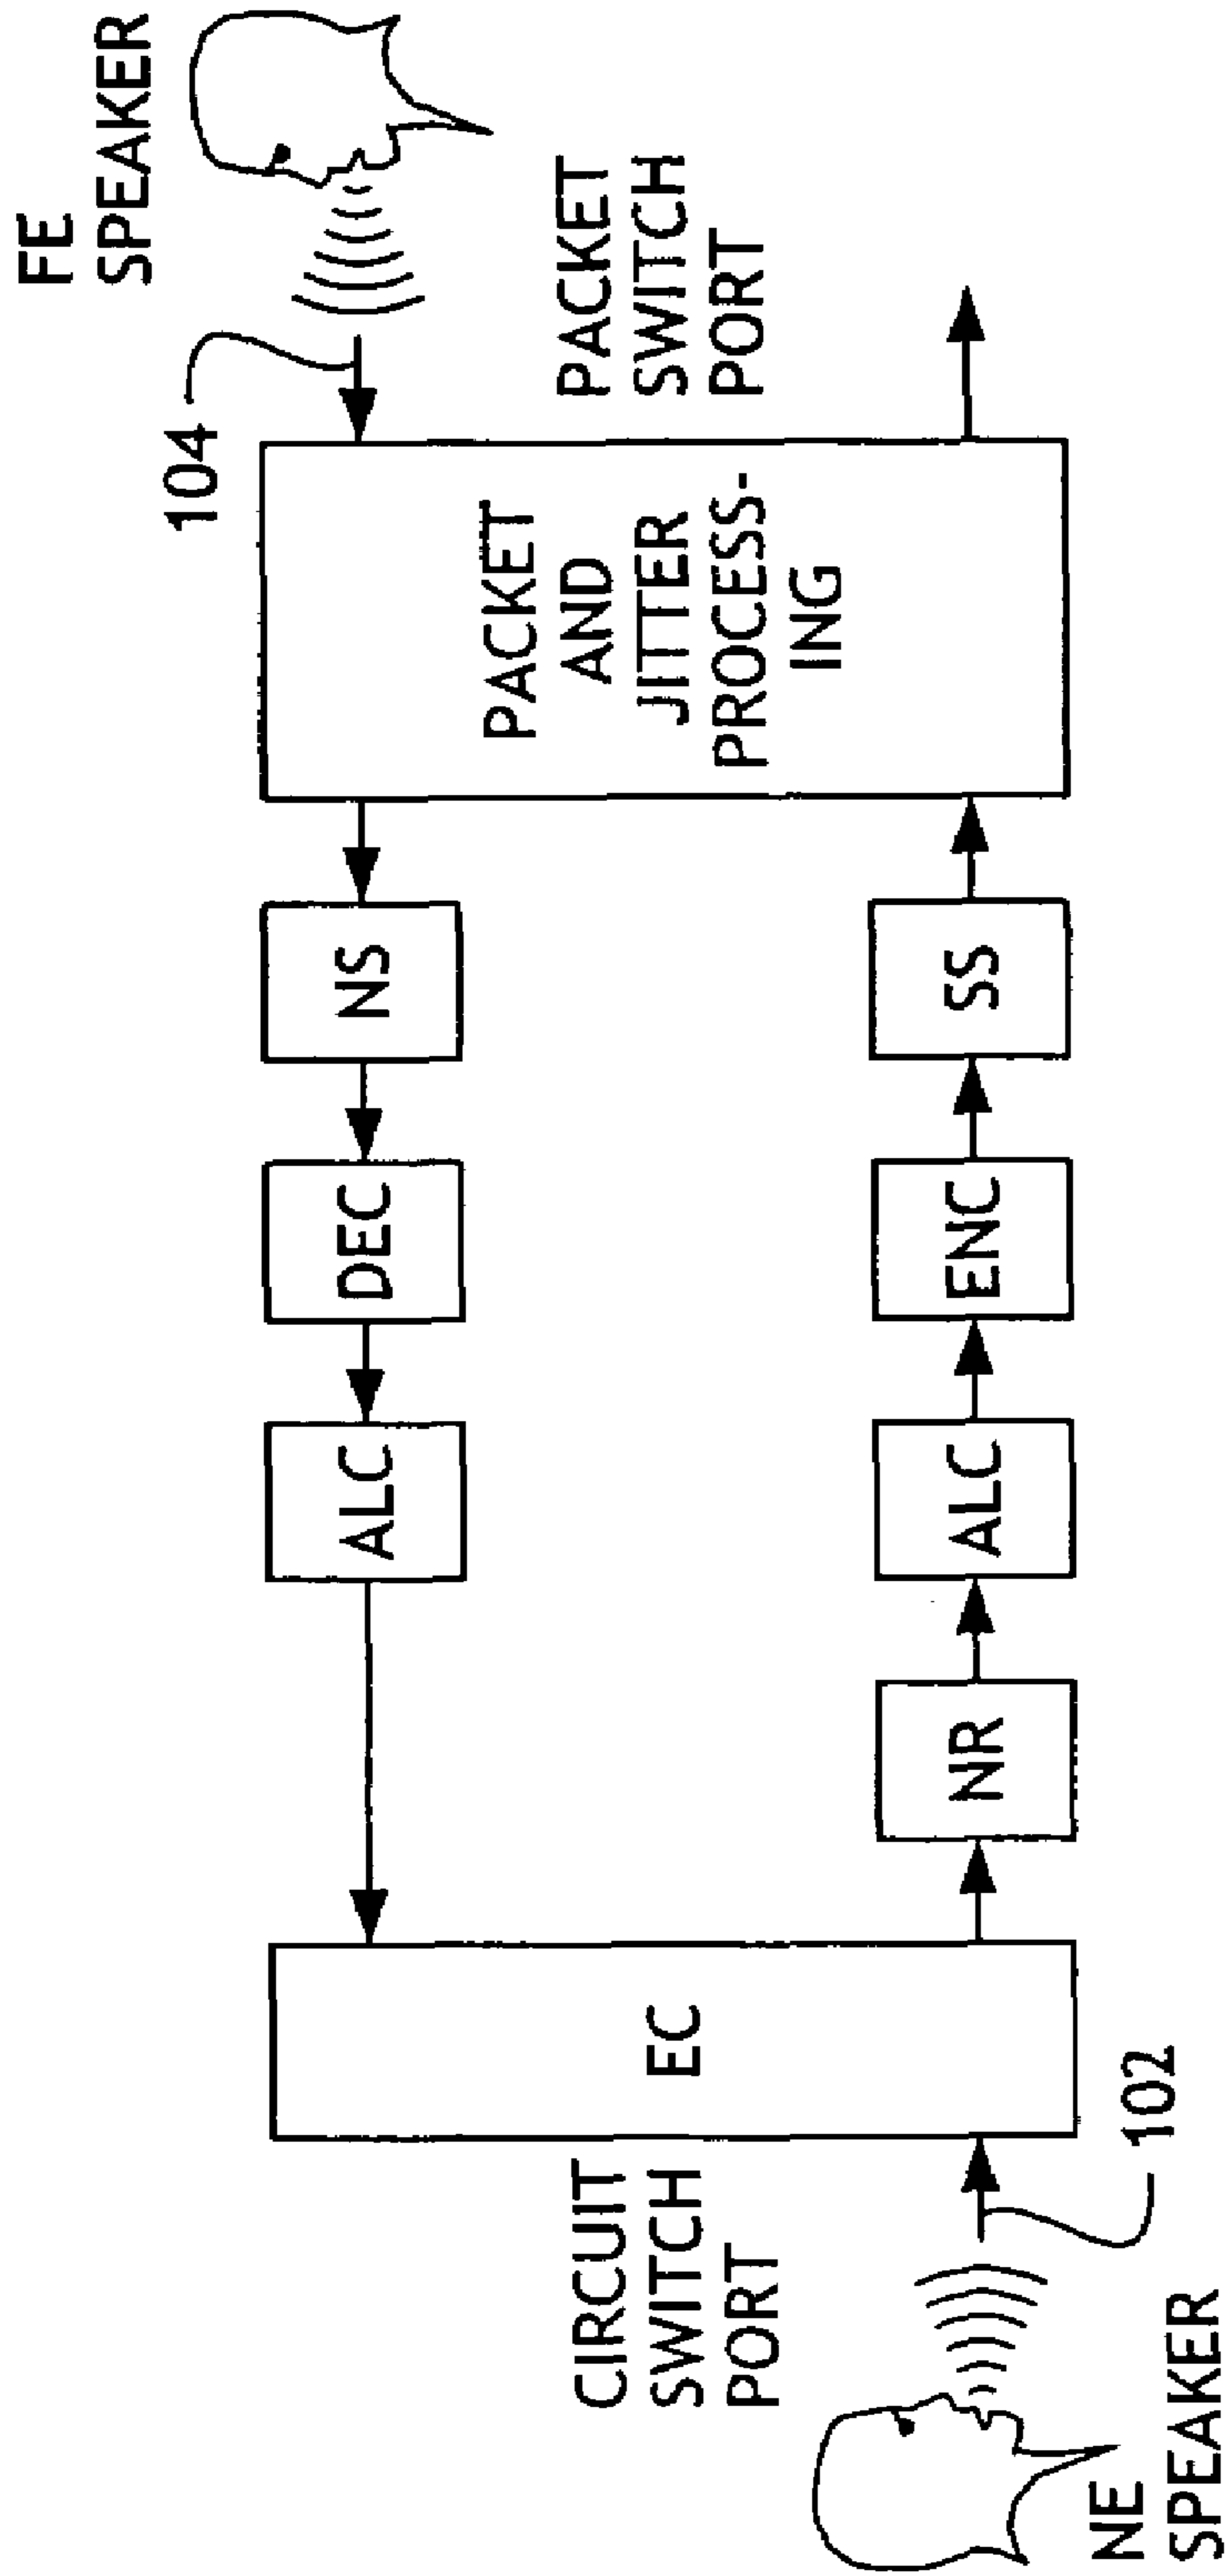 FE
SPEAKER
104
PACKET
SWITCH
PORT
PACKET
AND
JITTER
PROCESS-
ING
NS
DEC
ALC
EC
NR
ALC
ENC
SS
CIRCUIT
SWITCH
PORT
102
NE
SPEAKER